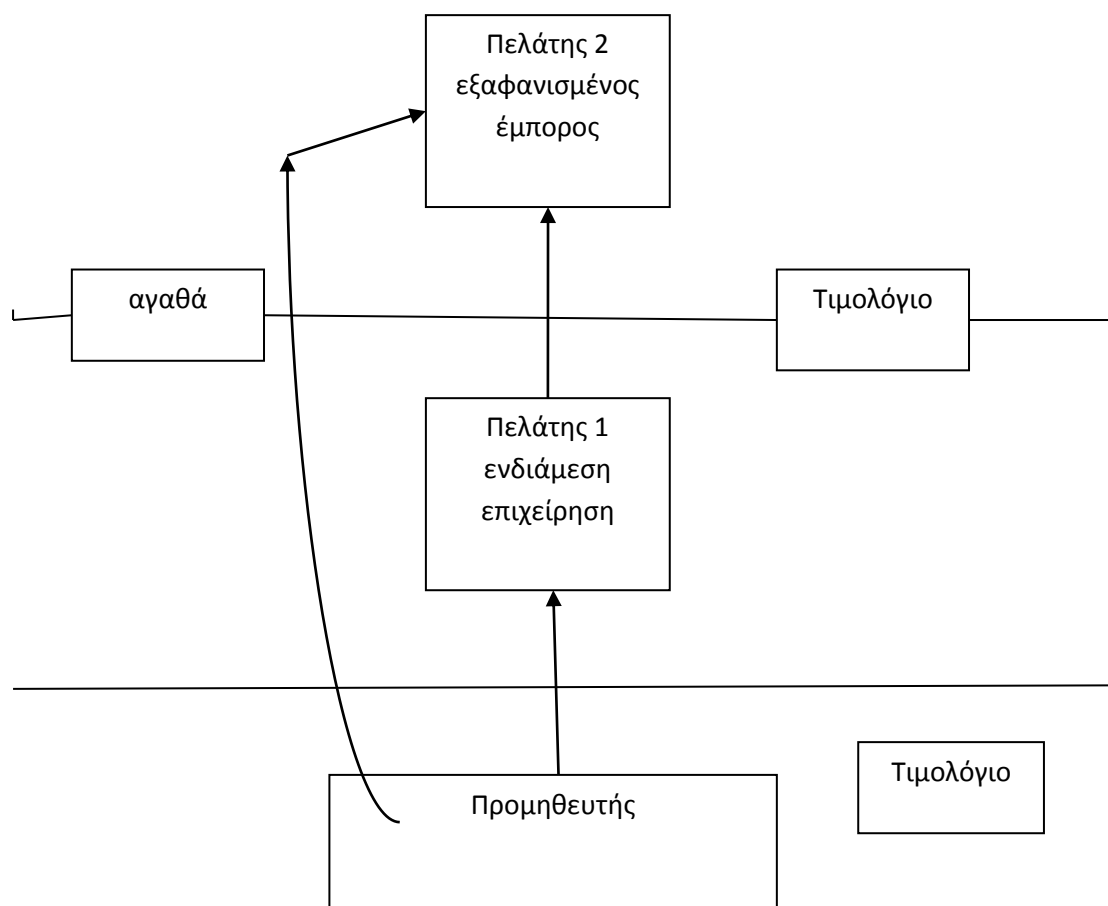 Πελάτης 2
εξαφανισμένος
έμπορος
αγαθά
Τιμολόγιο
Πελάτης 1
ενδιάμεση
επιχείρηση
Τιμολόγιο
Προμηθευτής